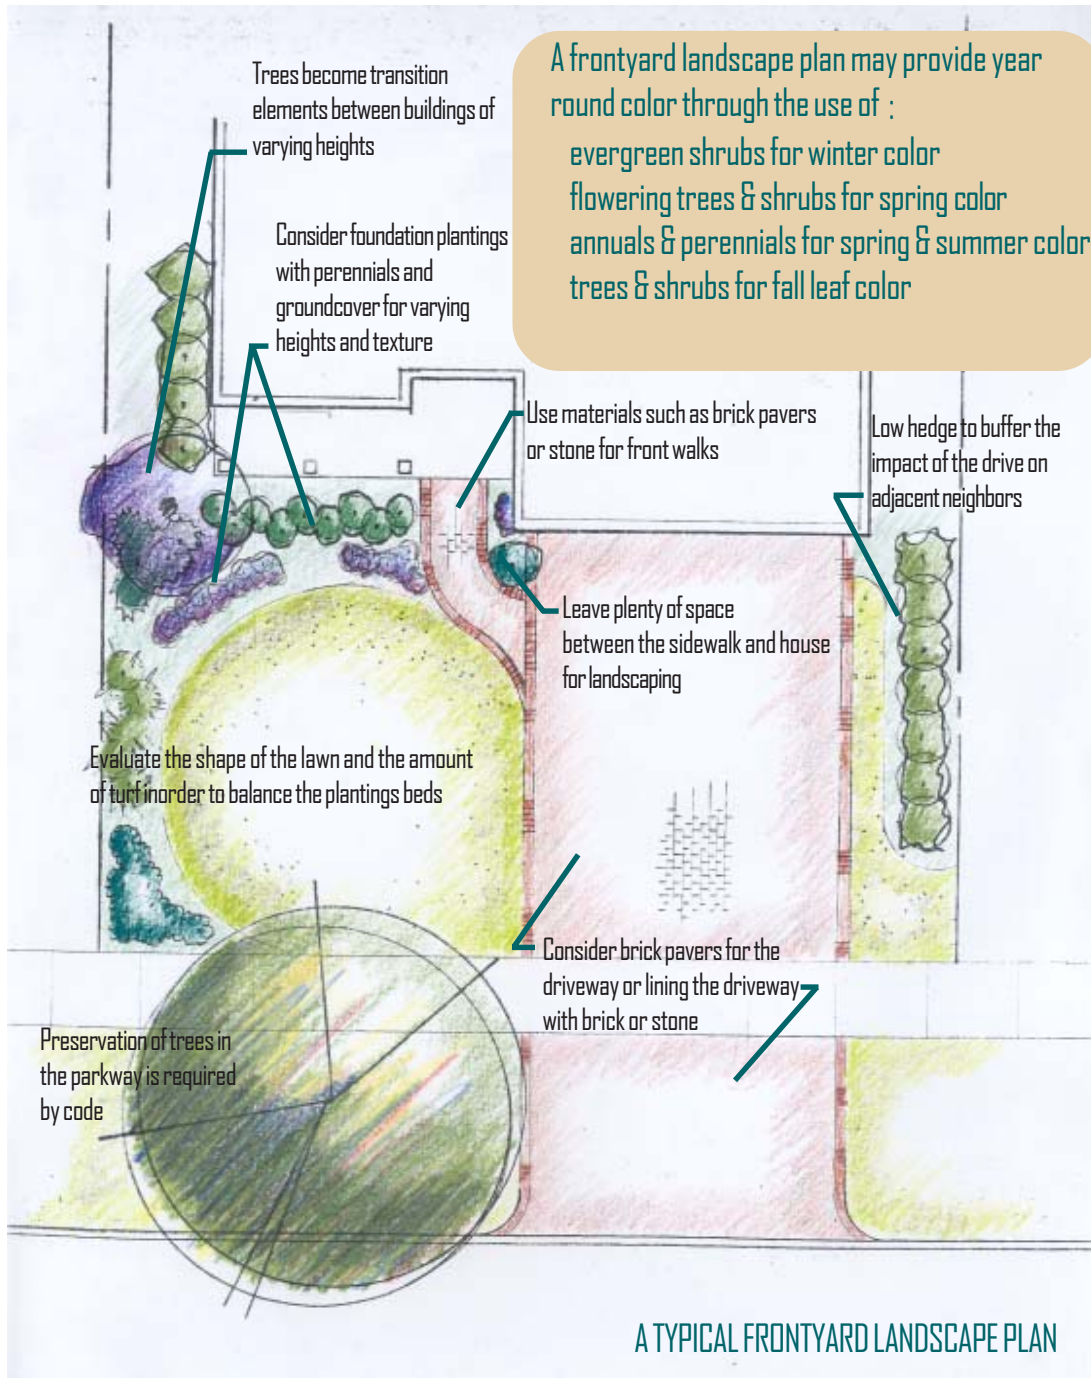 Trees become transition
elements between buildings of
varying heights
A frontyard landscape plan may provide year
round color through the use of :
evergreen shrubs for winter color
flowering trees & shrubs for spring color
annuals & perennials for spring & summer color
trees & shrubs for fall leaf color
Consider foundation plantings
with perennials and
groundcover for varying
heights and texture
Use materials such as brick pavers
or stone for front walks
Low hedge to buffer the
impact of the drive on
adjacent neighbors
Leave plenty of space
between the sidewalk and house
for landscaping
Evaluate the shape of the lawn and the amount
of turf inorder to balance the plantings beds
Consider brick pavers for the
driveway or lining the driveway
with brick or stone
Preservation of trees in
the parkway is required
by code
A TYPICAL FRONTYARD LANDSCAPE PLAN